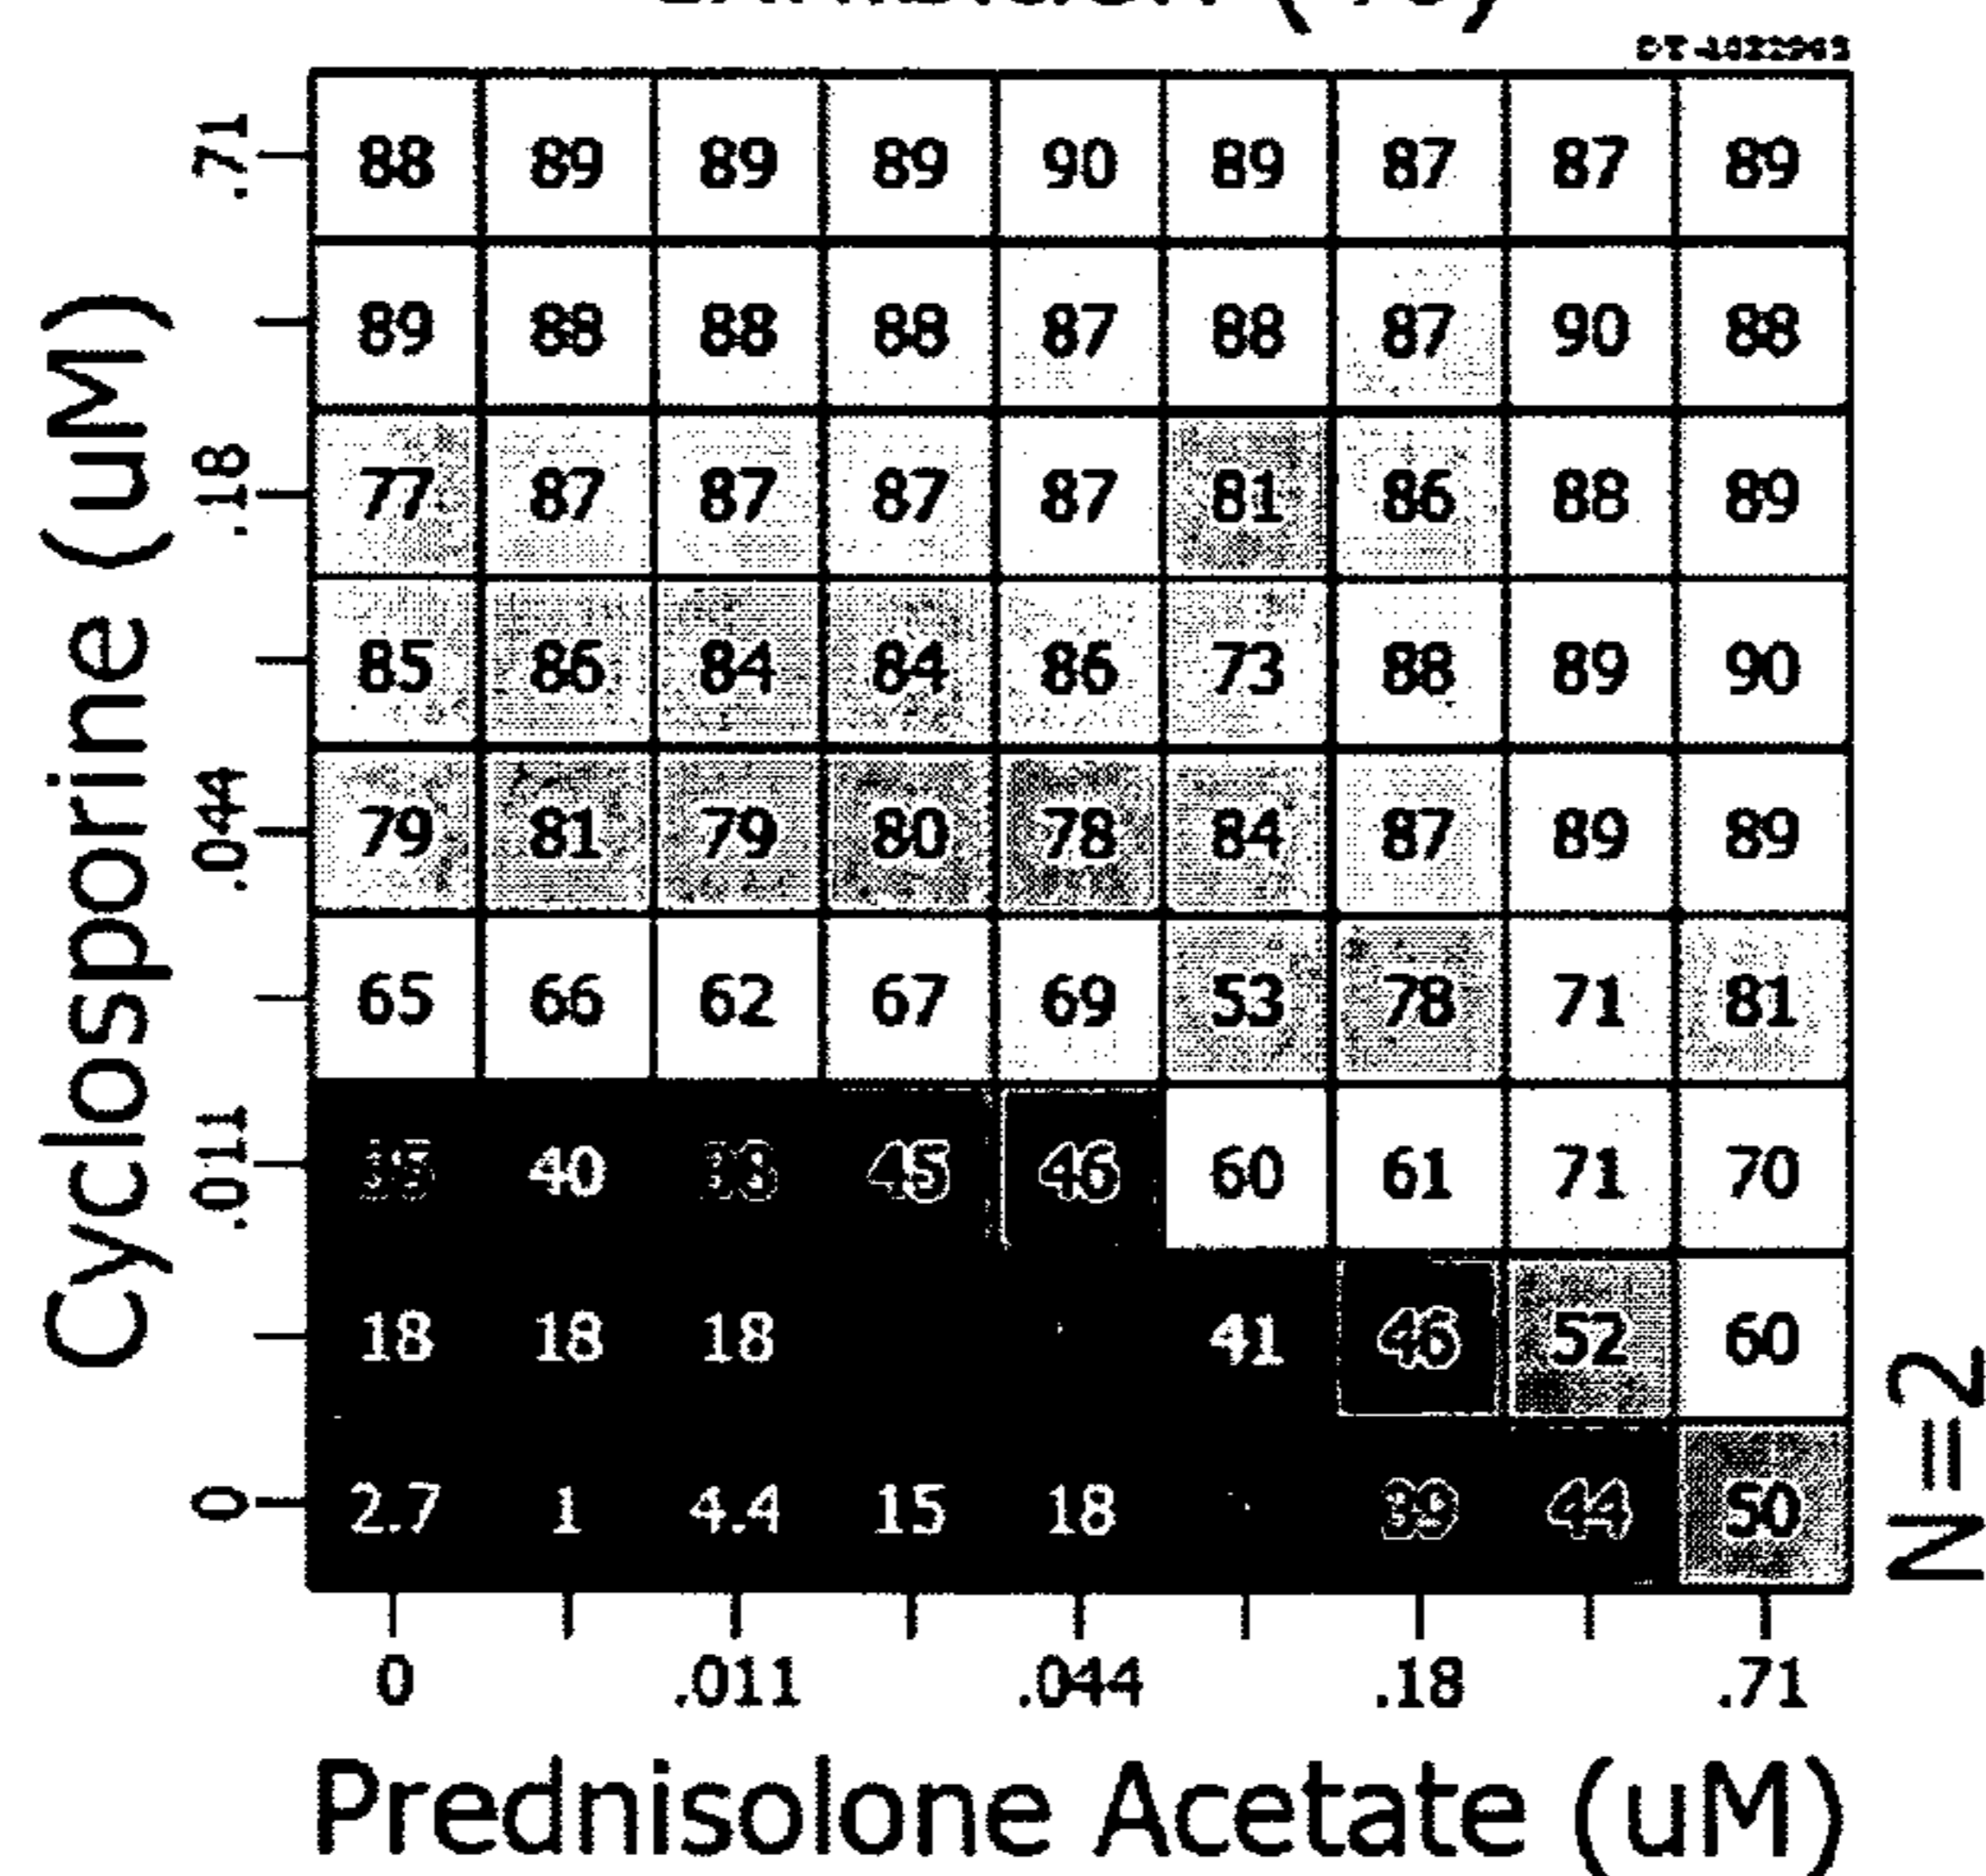 .71 88 89 89 89 90 89 87 87 89
89 88 88 88 87 88 87 90 88
.18 77 87 87 87 87 81 86 88 89
85 86 84 84 86 73 88 89 90
.044 79 81 79 80 78 84 87 89 89
65 66 62 67 69 53 78 71 81
.011 35 40 33 45 46 60 61 71 70
18 18 18 41 46 52 60
0 2.7 1 4.4 15 18 39 44 50
0 .011 .044 .18 .71
Cyclosporine (uM)
Prednisolone Acetate (uM)
N=2